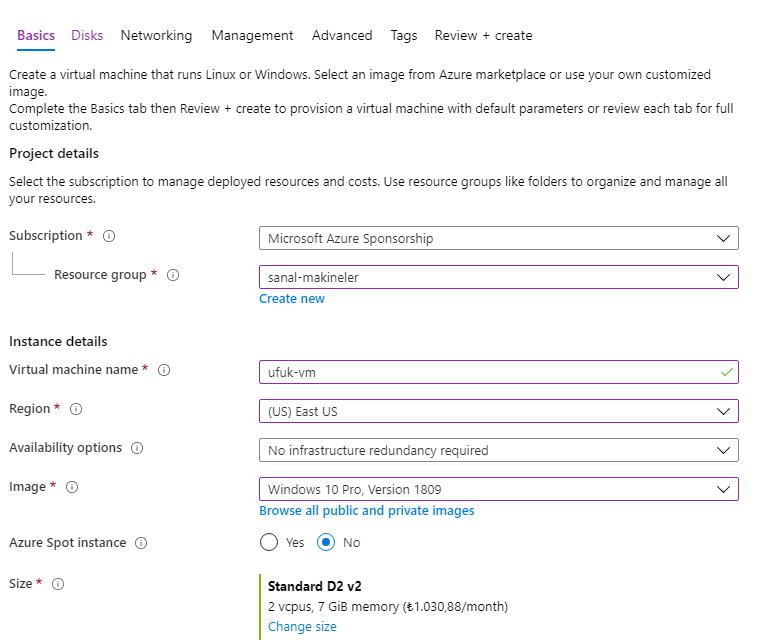 Basics Disks Networking Management Advanced Tags Review + create
Create a virtual machine that runs Linux or Windows. Select an image from Azure marketplace or use your own customized
image.
Complete the Basics tab then Review + create to provision a virtual machine with default parameters or review each tab for full
customization.
Project details
Select the subscription to manage deployed resources and costs. Use resource groups like folders to organize and manage all
your resources.
Subscription * Microsoft Azure Sponsorship
Resource group * sanal-makineler
Create new
Instance details
Virtual machine name * ufuk-vm
Region * (US) East US
Availability options No infrastructure redundancy required
Image * Windows 10 Pro, Version 1809
Browse all public and private images
Azure Spot instance Yes No
Size * Standard D2 v2
2 vcpus, 7 GiB memory (₺1.030,88/month)
Change size